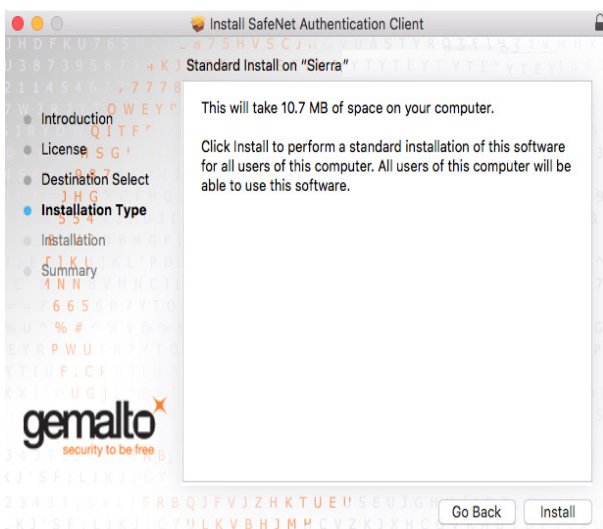 Install SafeNet Authentication Client
Standard Install on "Sierra"
Introduction
License
Destination Select
Installation Type
Installation
Summary
This will take 10.7 MB of space on your computer.
Click Install to perform a standard installation of this software
for all users of this computer. All users of this computer will be
able to use this software.
gemalto
security to be free
Go Back
Install